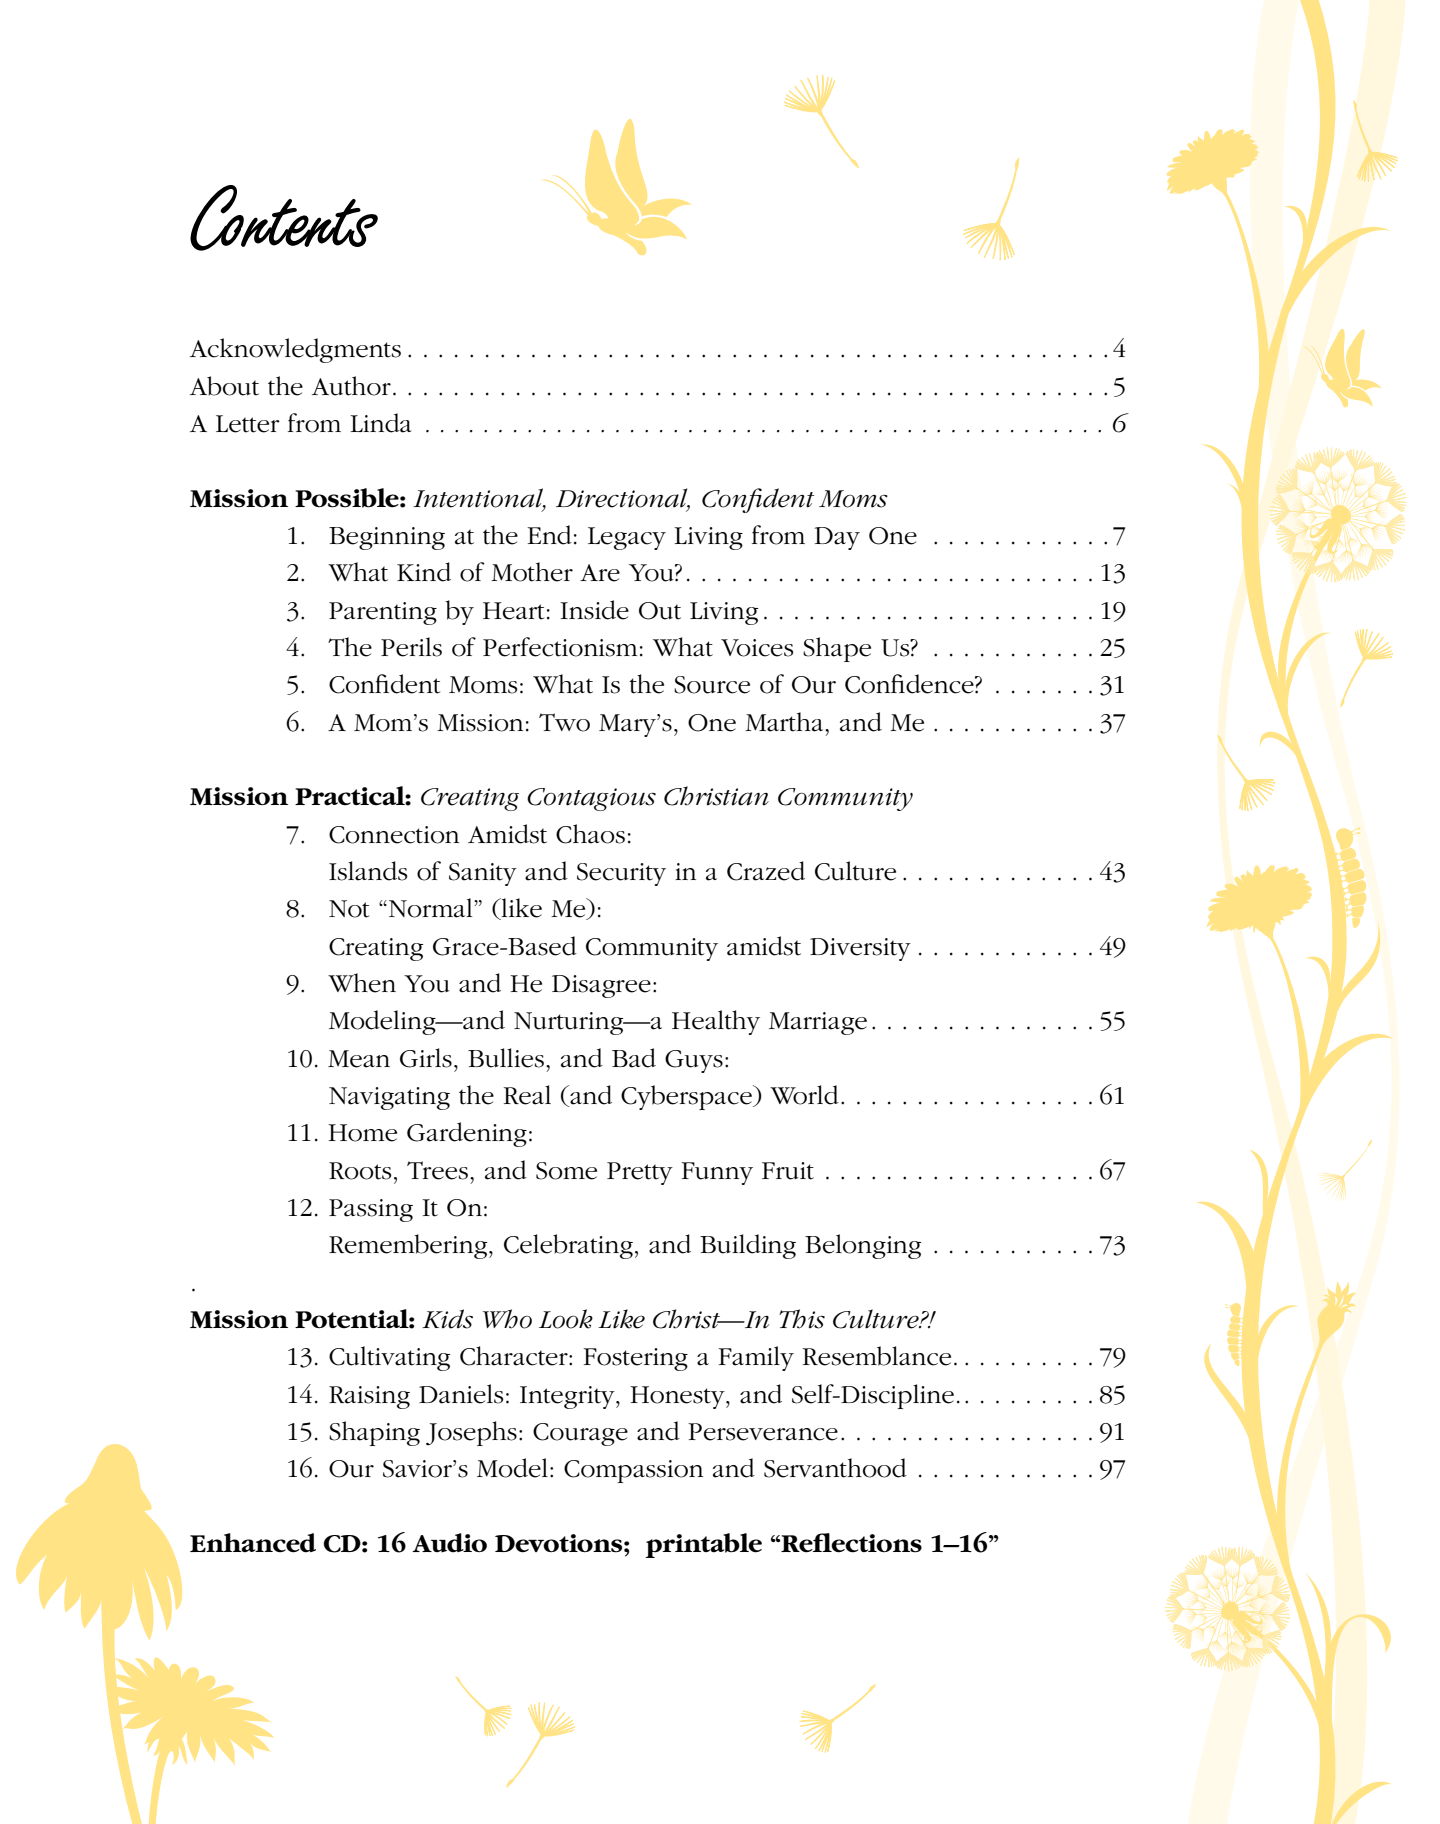 Contents
Acknowledgments . . . . . . . . . . . . . . . . . . . . . . . . . . . . . . . . . . . . . . . . . . . . . . 4
About the Author. . . . . . . . . . . . . . . . . . . . . . . . . . . . . . . . . . . . . . . . . . . . . . . 5
A Letter from Linda . . . . . . . . . . . . . . . . . . . . . . . . . . . . . . . . . . . . . . . . . . . . . . 6
Mission Possible: Intentional, Directional, Confident Moms
1. Beginning at the End: Legacy Living from Day One . . . . . . . . . . . . 7
2. What Kind of Mother Are You?. . . . . . . . . . . . . . . . . . . . . . . . . . . 13
3. Parenting by Heart: Inside Out Living . . . . . . . . . . . . . . . . . . . . . . 19
4. The Perils of Perfectionism: What Voices Shape Us? . . . . . . . . . . . 25
5. Confident Moms: What Is the Source of Our Confidence? . . . . . . . 31
6. A Mom's Mission: Two Mary's, One Martha, and Me . . . . . . . . . . . 37
Mission Practical: Creating Contagious Christian Community
7. Connection Amidst Chaos:
Islands of Sanity and Security in a Crazed Culture . . . . . . . . . . . . . 43
8. Not “Normal” (like Me):
Creating Grace-Based Community amidst Diversity . . . . . . . . . . . . 49
9. When You and He Disagree:
Modeling—and Nurturing—a Healthy Marriage . . . . . . . . . . . . . . . 55
10. Mean Girls, Bullies, and Bad Guys:
Navigating the Real (and Cyberspace) World. . . . . . . . . . . . . . . . . 61
11. Home Gardening:
Roots, Trees, and Some Pretty Funny Fruit . . . . . . . . . . . . . . . . . . 67
12. Passing It On:
Remembering, Celebrating, and Building Belonging . . . . . . . . . . . 73
.
Mission Potential: Kids Who Look Like Christ—In This Culture?!
13. Cultivating Character: Fostering a Family Resemblance. . . . . . . . . . 79
14. Raising Daniels: Integrity, Honesty, and Self-Discipline.. . . . . . . . . 85
15. Shaping Josephs: Courage and Perseverance. . . . . . . . . . . . . . . . . 91
16. Our Savior’s Model: Compassion and Servanthood . . . . . . . . . . . . 97
Enhanced CD: 16 Audio Devotions; printable “Reflections 1–16”